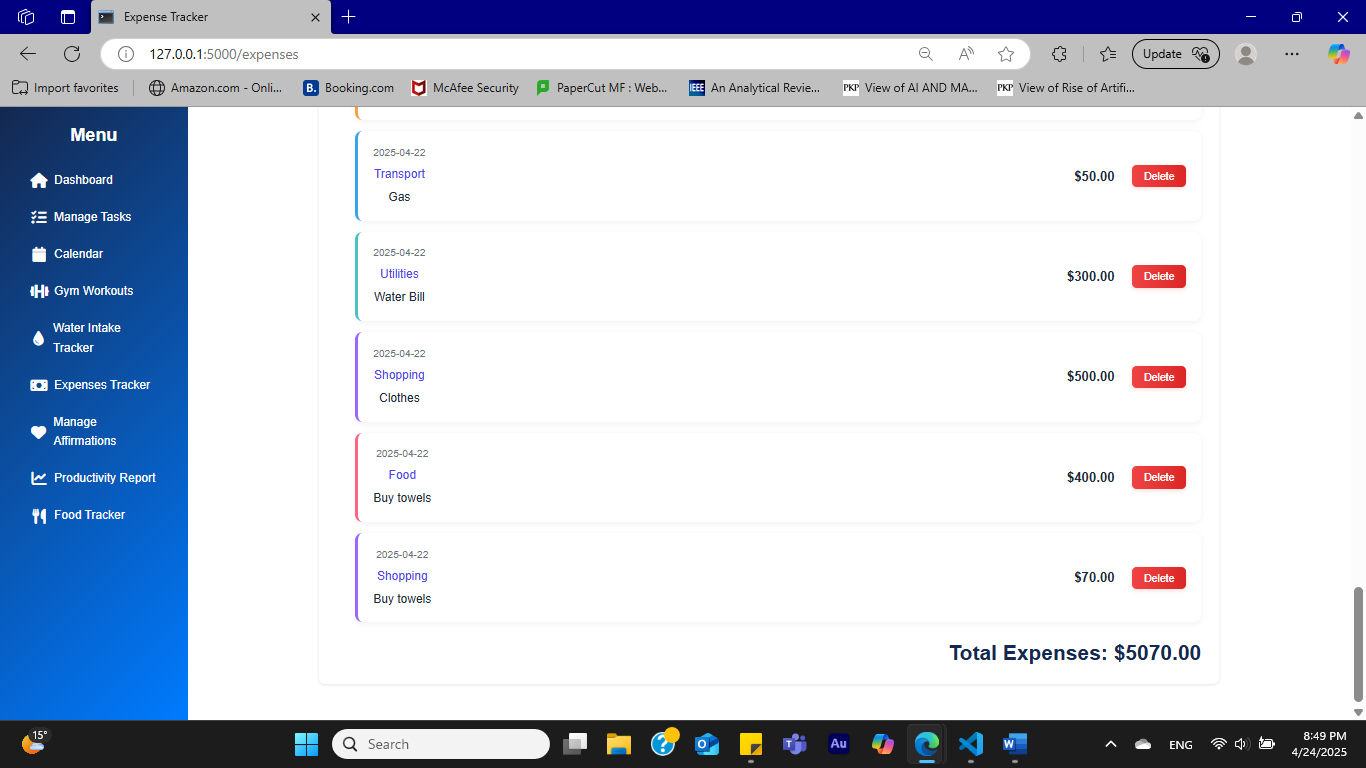 Expense Tracker
127.0.0.1:5000/expenses
Update
Import favorites
Amazon.com - Onli...
B.
Booking.com
McAfee Security
PaperCut MF : Web...
IEEE
An Analytical Revie...
PKP
View of AI AND MA...
PKP
View of Rise of Artifi...
Menu
Dashboard
Manage Tasks
Calendar
Gym Workouts
Water Intake
Tracker
Expenses Tracker
Manage
Affirmations
Productivity Report
Food Tracker
2025-04-22
Transport
Gas
$50.00
Delete
2025-04-22
Utilities
Water Bill
$300.00
Delete
2025-04-22
Shopping
Clothes
$500.00
Delete
2025-04-22
Food
Buy towels
$400.00
Delete
2025-04-22
Shopping
Buy towels
$70.00
Delete
Total Expenses: $5070.00
15°
Search
Au
ENG
8:49 PM
4/24/2025